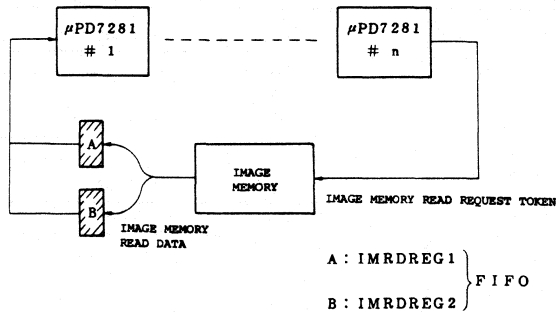 μPD7281
# 1
μPD7281
# n
A
B
IMAGE
MEMORY
IMAGE MEMORY READ REQUEST TOKEN
IMAGE MEMORY
READ DATA
A : IMRDREG1
B : IMRDREG2
FIFO